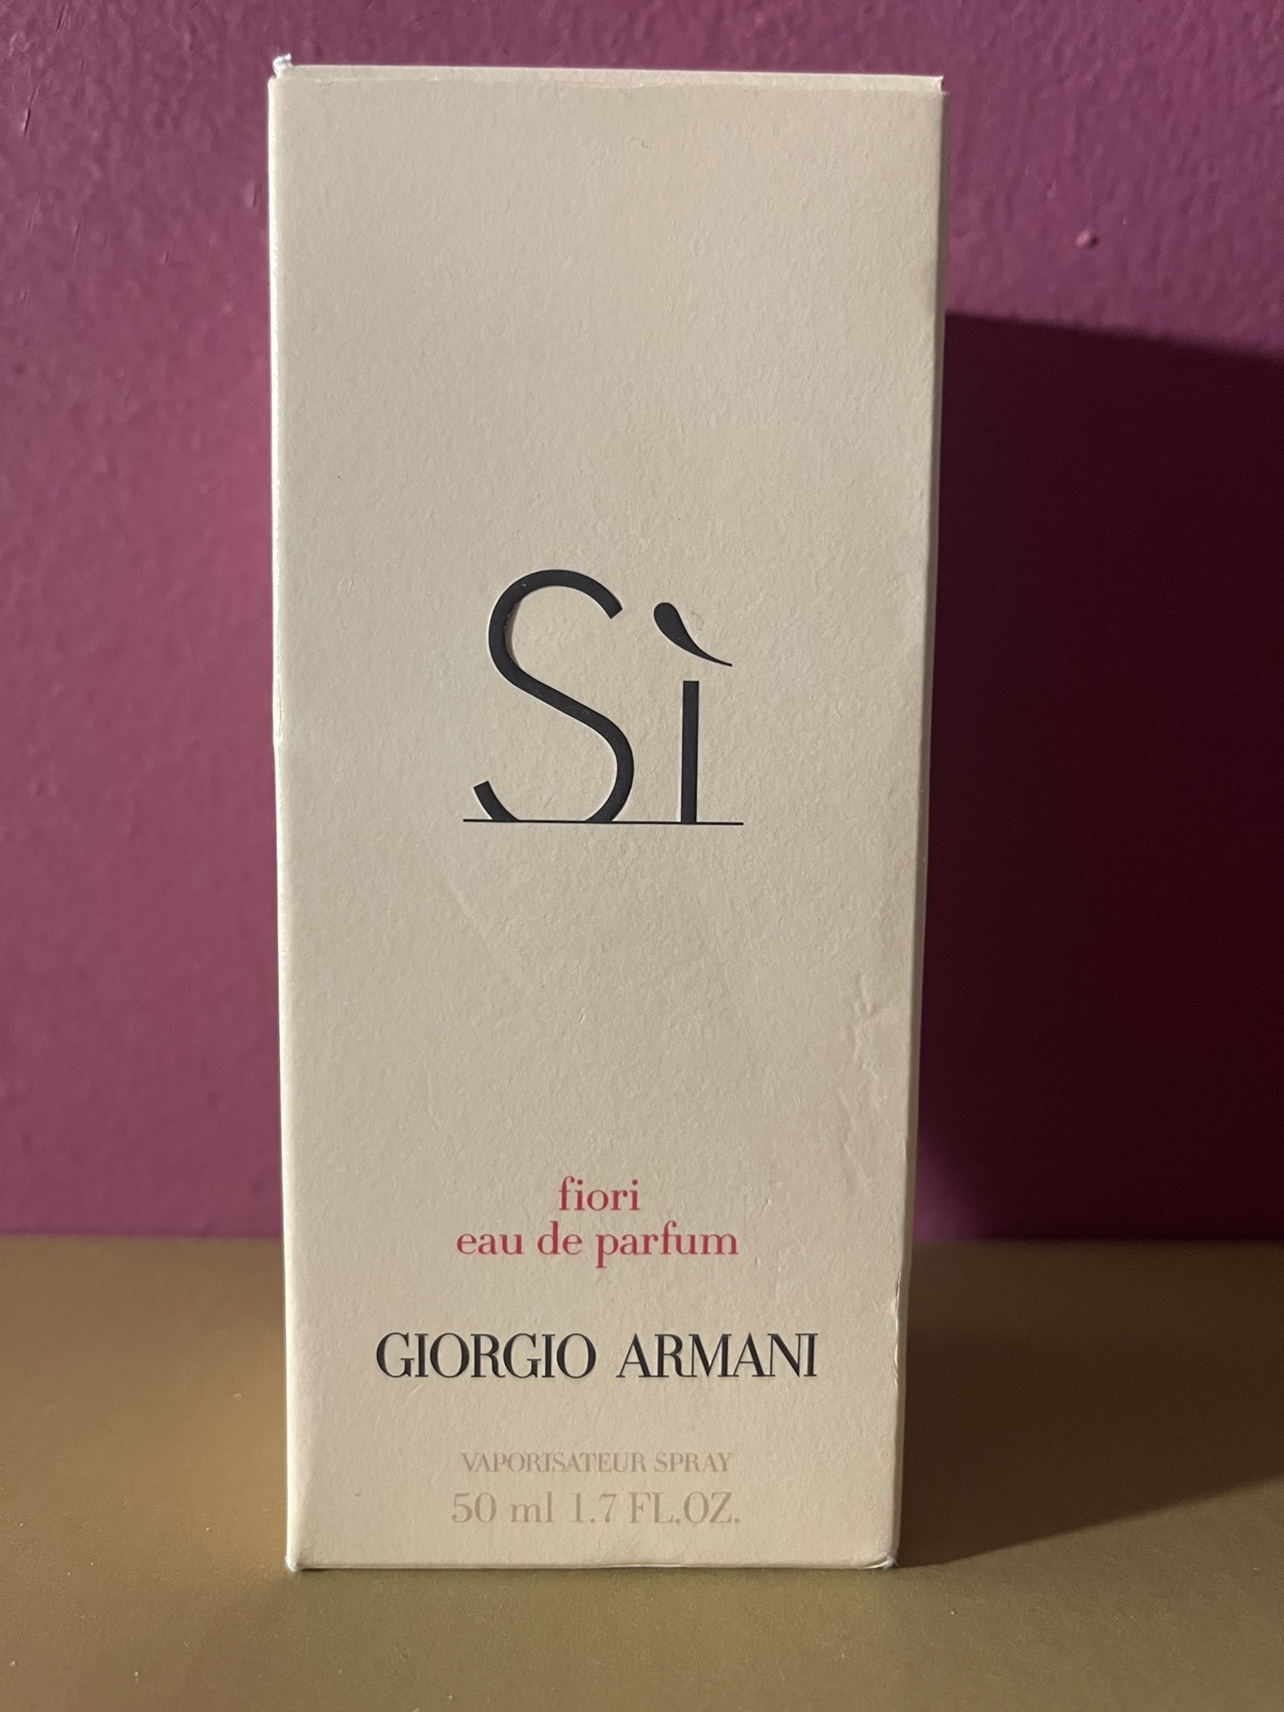 Sì
fiori
eau de parfum
GIORGIO ARMANI
VAPORISATEUR SPRAY
50 ml 1.7 FL.OZ.